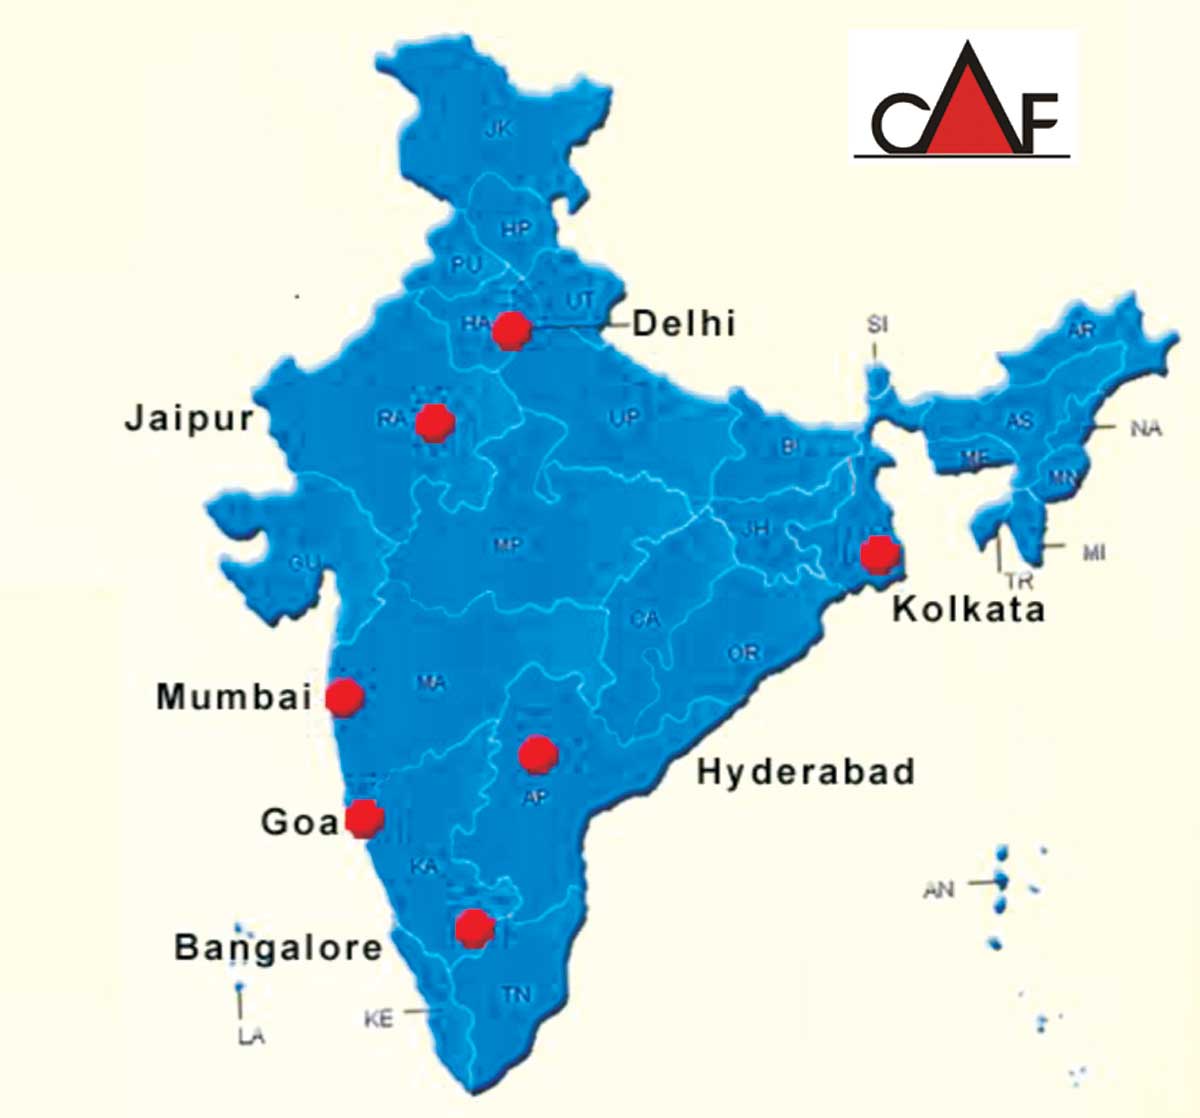 CAF
JK
HP
PU
UT
HA
Delhi
SI
AR
Jaipur
RA
UP
AS
NA
BI
ME
MN
GU
MP
JH
MI
TR
Kolkata
CA
OR
MA
Mumbai
Hyderabad
AP
Goa
KA
AN
Bangalore
TN
KE
LA